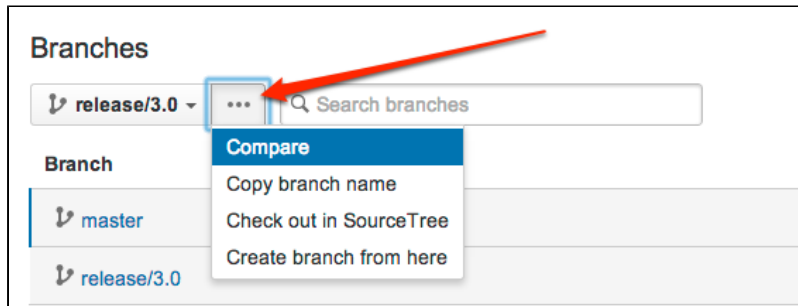 Branches
release/3.0
Search branches
Compare
Branch
Copy branch name
master
Check out in SourceTree
Create branch from here
release/3.0